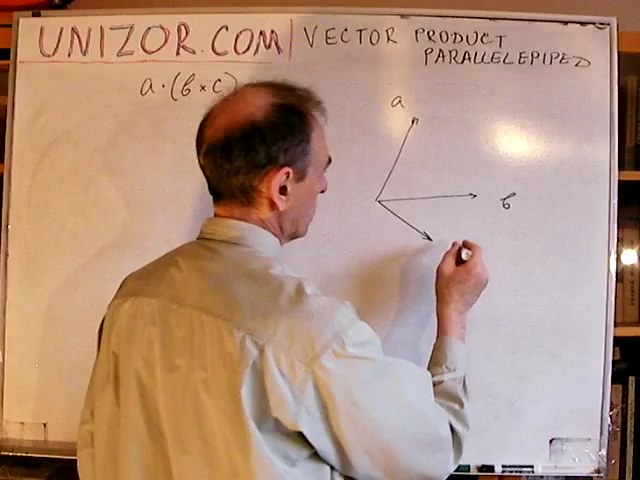 UNIZOR.COM | VECTOR PRODUCT
PARALLELEPIPED
a·(b×c)
a
b